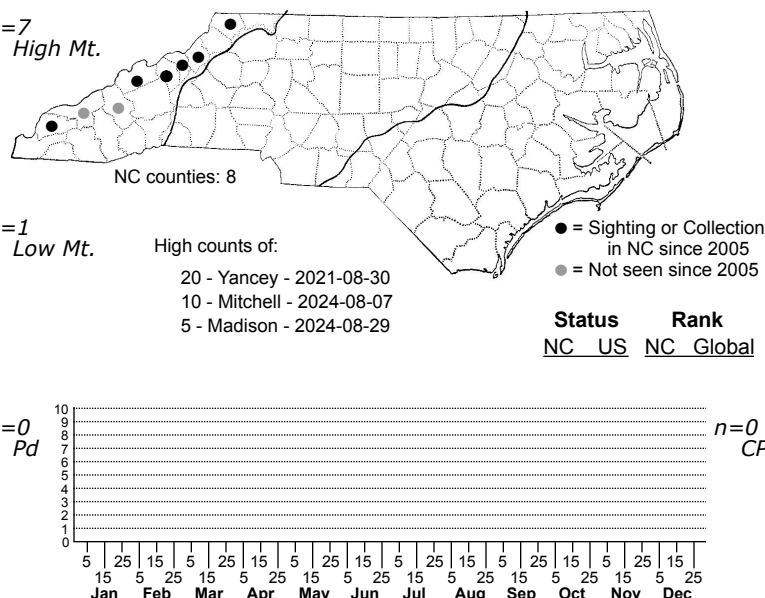 =7
High Mt.
NC counties: 8
=1
Low Mt.
High counts of:
20 - Yancey - 2021-08-30
10 - Mitchell - 2024-08-07
5 - Madison - 2024-08-29
● = Sighting or Collection
in NC since 2005
● = Not seen since 2005
Status Rank
NC US NC Global
=0
Pd
10
9
8
7
6
5
4
3
2
1
0
n=0
CP
5 15 25 5 15 25 5 15 25 5 15 25 5 15 25 5 15 25
15 5 25 15 5 25 15 5 25 15 5 25 15 5 25 15 5 25
Jan Feb Mar Apr May Jun Jul Aug Sep Oct Nov Dec